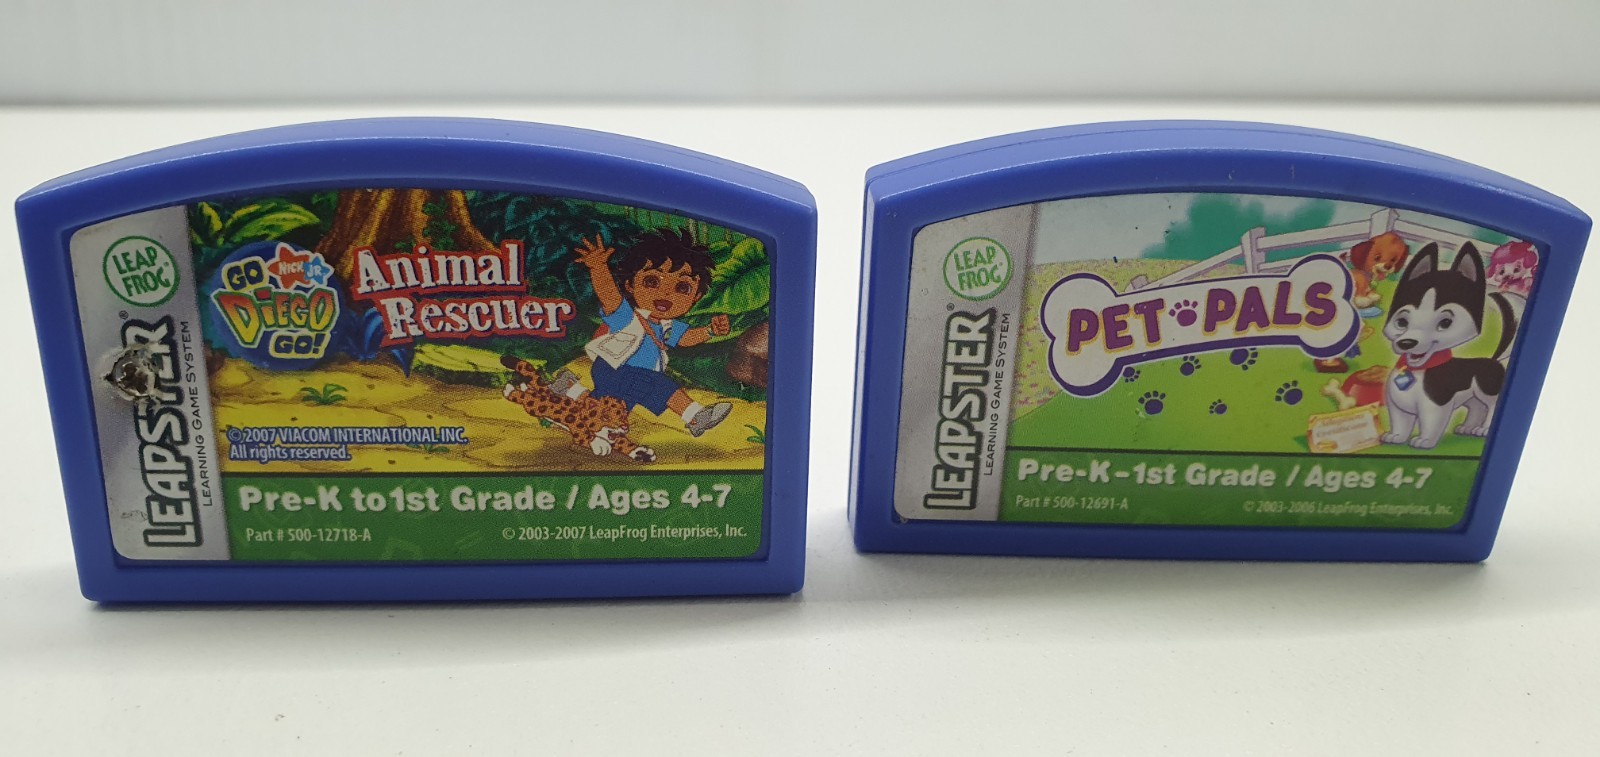 LEAP
FROG®
LEAPSTER®
LEARNING GAME SYSTEM
GO
NICK JR.
DIEGO
GO!
Animal
Rescuer
© 2007 VIACOM INTERNATIONAL INC.
All rights reserved.
Pre-K to 1st Grade / Ages 4-7
Part # 500-12718-A
© 2003-2007 LeapFrog Enterprises, Inc.
LEAP
FROG®
LEAPSTER®
LEARNING GAME SYSTEM
PET PALS
Pre-K – 1st Grade / Ages 4-7
Part # 500-12691-A
© 2003-2006 LeapFrog Enterprises, Inc.